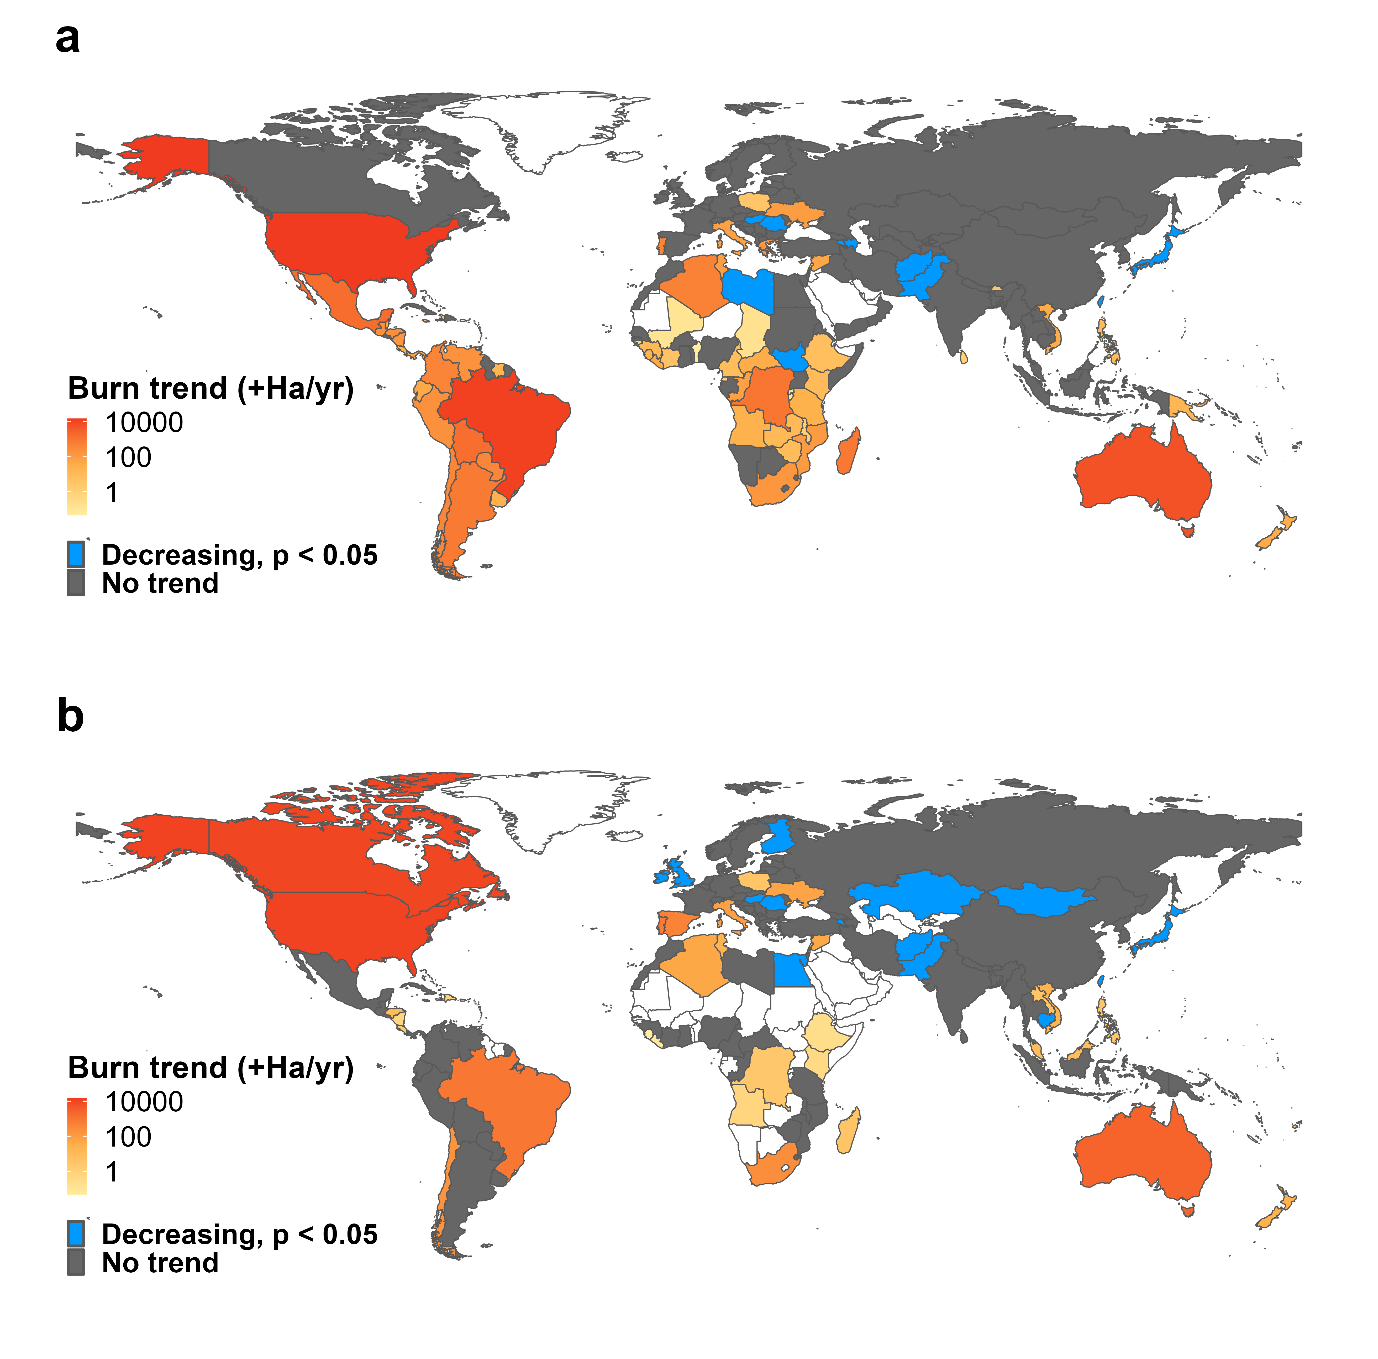 a
Burn trend (+Ha/yr)
10000
100
1
Decreasing, p < 0.05
No trend
b
Burn trend (+Ha/yr)
10000
100
1
Decreasing, p < 0.05
No trend